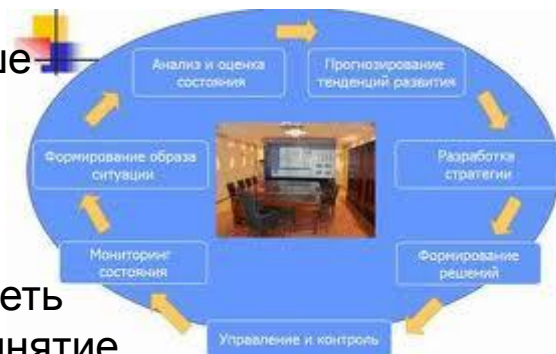 Анализ и оценка
состояния
Прогнозирование
тенденций развития
Формирование образа
ситуации
Разработка
стратегии
Мониторинг
состояния
Формирование
решений
Управление и контроль